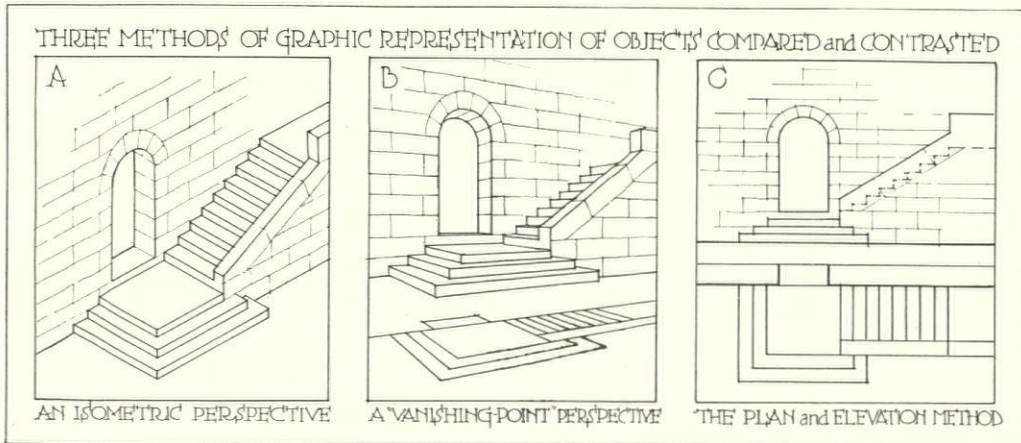 THREE METHODS OF GRAPHIC REPRESENTATION OF OBJECTS COMPARED and CONTRASTED
A
B
C
AN ISOMETRIC PERSPECTIVE
A "VANISHING-POINT" PERSPECTIVE
THE PLAN and ELEVATION METHOD